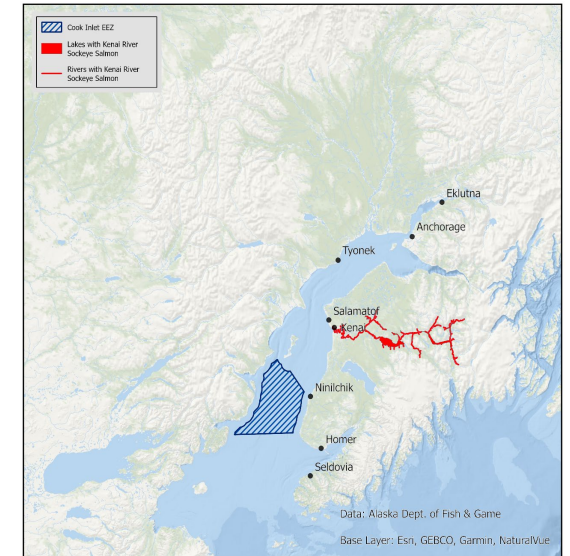 Cook Inlet EEZ
Lakes with Kenai River
Sockeye Salmon
Rivers with Kenai River
Sockeye Salmon
Eklutna
Anchorage
Tyonek
Salamatof
Kenai
Ninilchik
Homer
Seldovia
Data: Alaska Dept. of Fish & Game
Base Layer: Esri, GEBCO, Garmin, NaturalVue